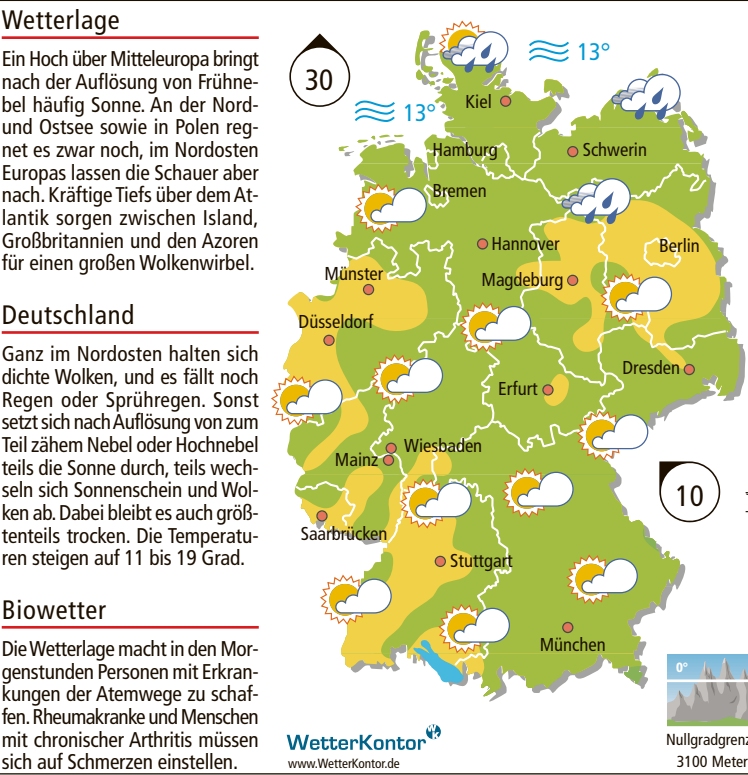 Wetterlage
Ein Hoch über Mitteleuropa bringt
nach der Auflösung von Frühne-
bel häufig Sonne. An der Nord-
und Ostsee sowie in Polen reg-
net es zwar noch, im Nordosten
Europas lassen die Schauer aber
nach. Kräftige Tiefs über dem At-
lantik sorgen zwischen Island,
Großbritannien und den Azoren
für einen großen Wolkenwirbel.
Deutschland
Ganz im Nordosten halten sich
dichte Wolken, und es fällt noch
Regen oder Sprühregen. Sonst
setzt sich nach Auflösung von zum
Teil zähem Nebel oder Hochnebel
teils die Sonne durch, teils wech-
seln sich Sonnenschein und Wol-
ken ab. Dabei bleibt es auch größ-
tenteils trocken. Die Temperatu-
ren steigen auf 11 bis 19 Grad.
Biowetter
Die Wetterlage macht in den Mor-
genstunden Personen mit Erkran-
kungen der Atemwege zu schaf-
fen. Rheumakranke und Menschen
mit chronischer Arthritis müssen
sich auf Schmerzen einstellen.
13°
30
Kiel
13°
Hamburg
Schwerin
Bremen
Hannover
Berlin
Münster
Magdeburg
Düsseldorf
Dresden
Erfurt
Wiesbaden
Mainz
10
Saarbrücken
Stuttgart
München
0°
WetterKontor
www.WetterKontor.de
Nullgradgrenz
3100 Meter